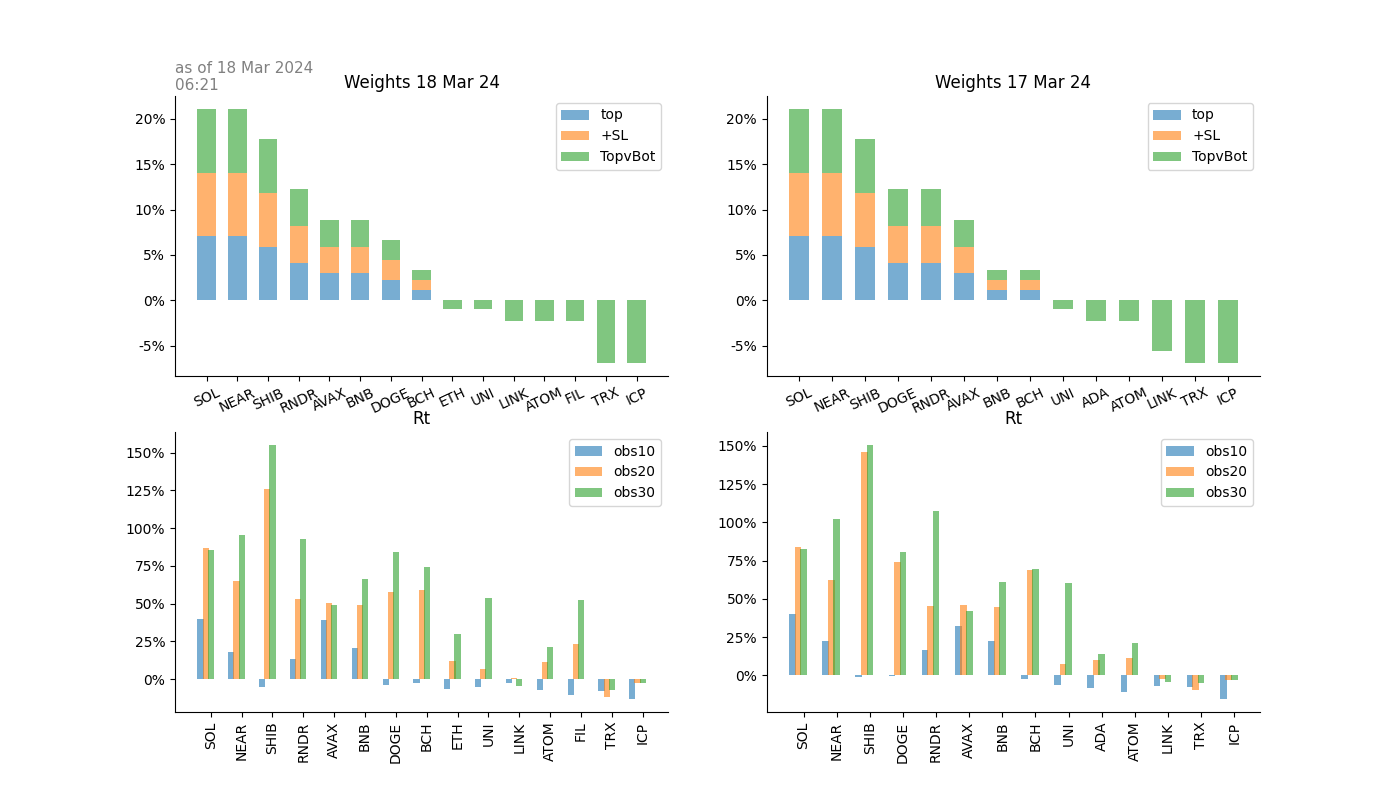 as of 18 Mar 2024
06:21
Weights 18 Mar 24
20%
15%
10%
5%
0%
-5%
top
+SL
TopvBot
SOL NEAR SHIB RNDR AVAX BNB DOGE BCH ETH UNI LINK ATOM FIL TRX ICP
Weights 17 Mar 24
20%
15%
10%
5%
0%
-5%
top
+SL
TopvBot
SOL NEAR SHIB DOGE RNDR AVAX BNB BCH UNI ADA ATOM LINK TRX ICP
Rt
150%
125%
100%
75%
50%
25%
0%
obs10
obs20
obs30
SOL NEAR SHIB RNDR AVAX BNB DOGE BCH ETH UNI LINK ATOM FIL TRX ICP
Rt
150%
125%
100%
75%
50%
25%
0%
obs10
obs20
obs30
SOL NEAR SHIB DOGE RNDR AVAX BNB BCH UNI ADA ATOM LINK TRX ICP